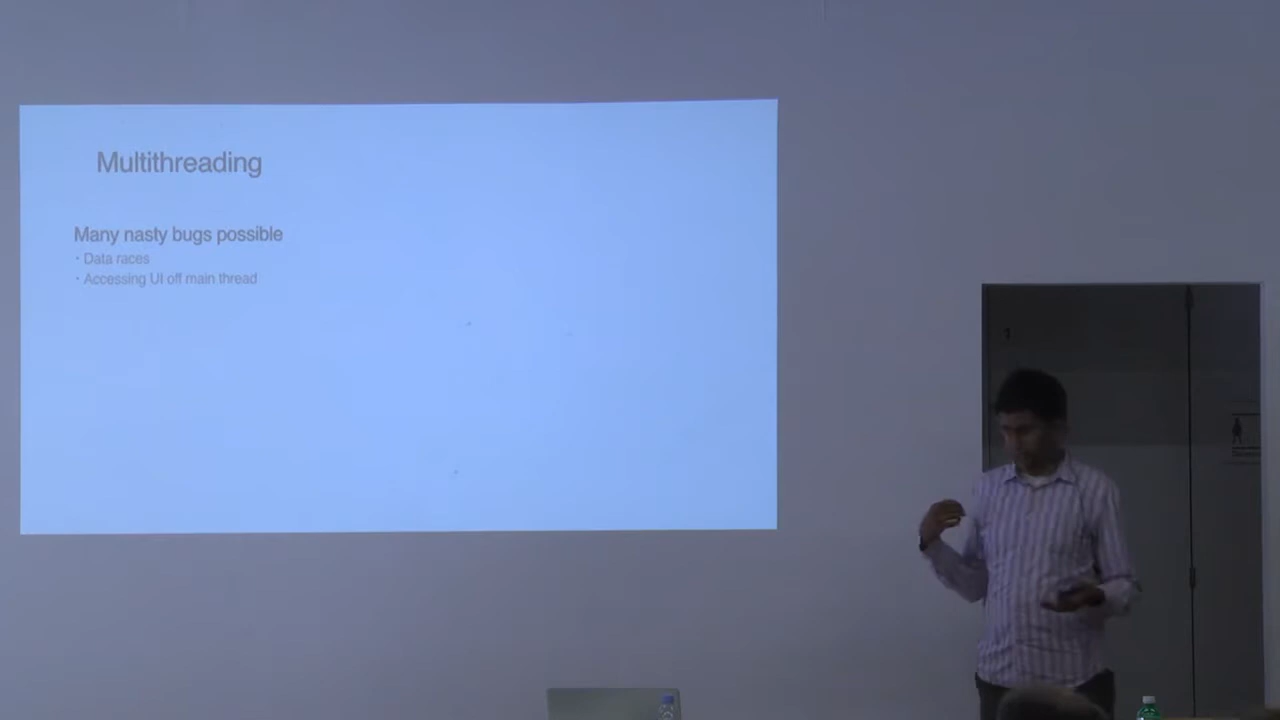 Multithreading
Many nasty bugs possible
· Data races
· Accessing UI off main thread